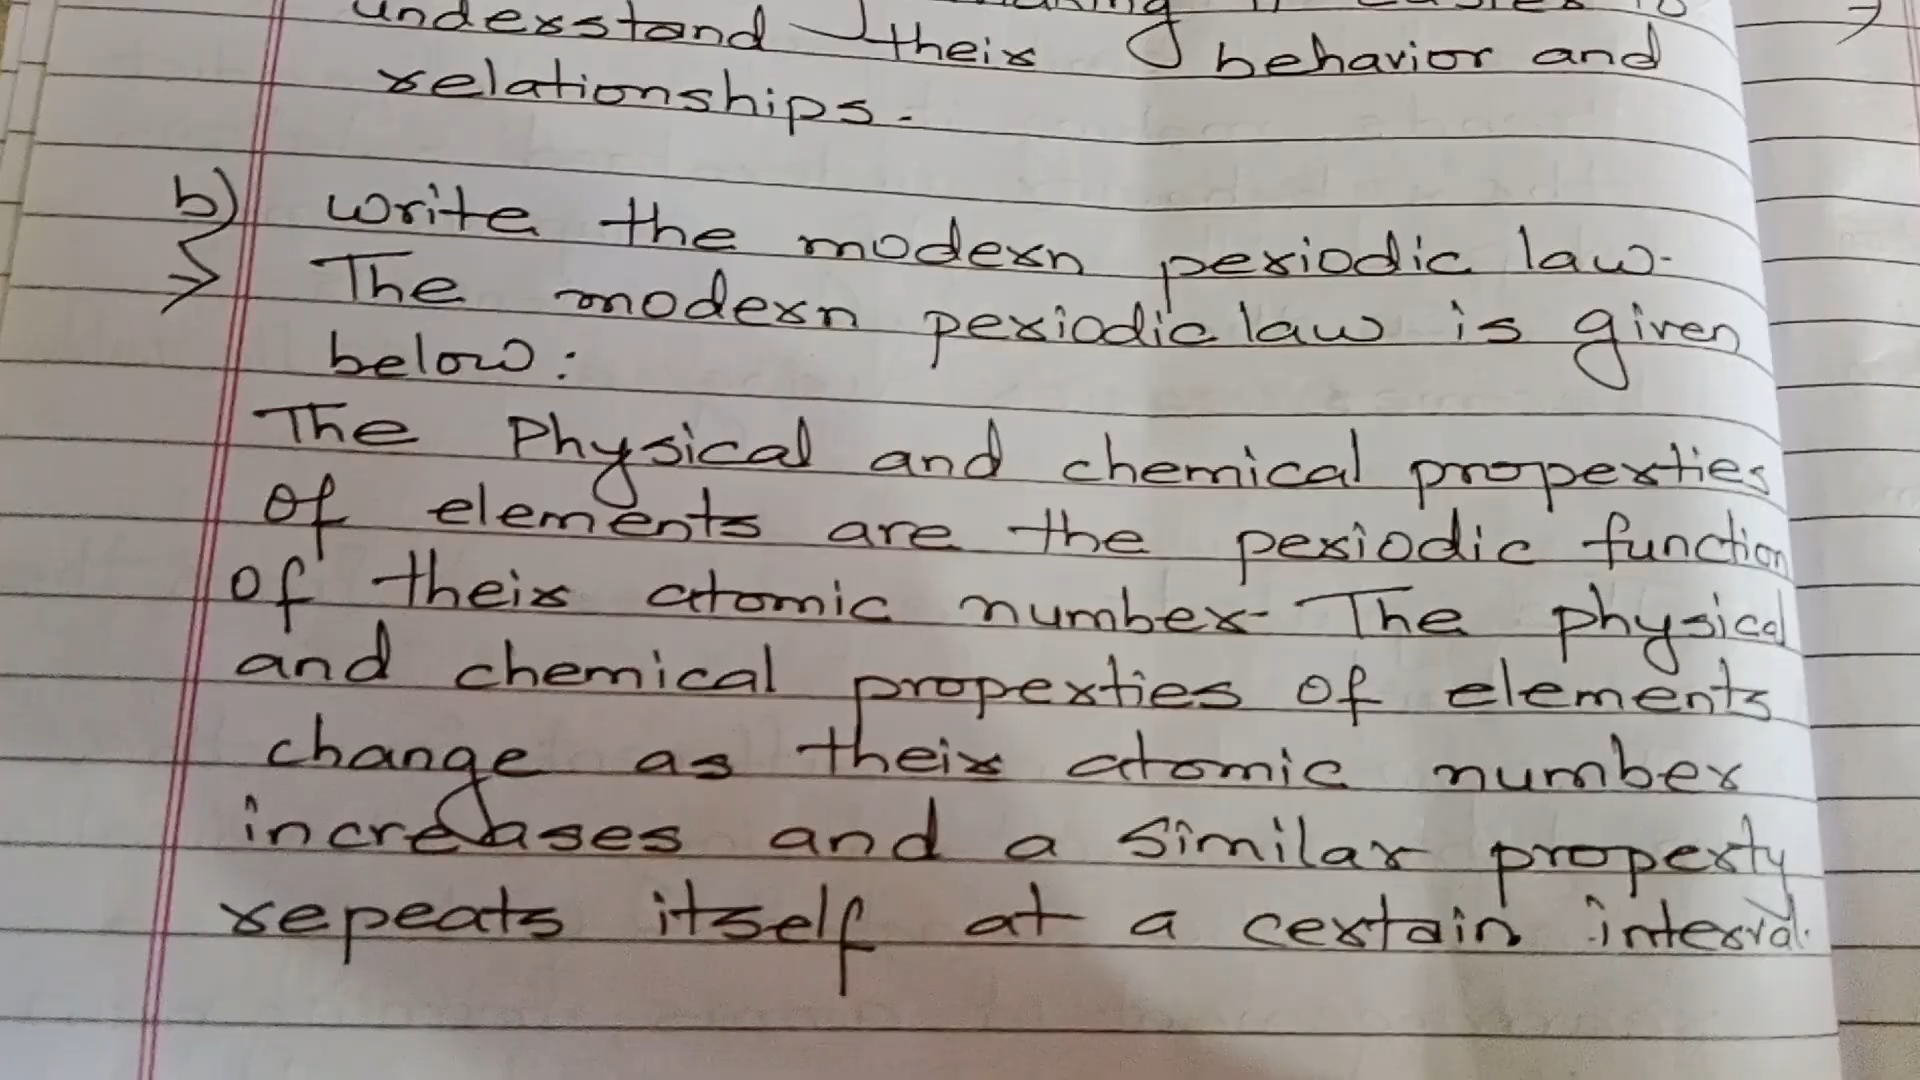 understand their behavior and
relationships.
b) write the modern periodic law.
The modern periodic law is given
below:
The Physical and chemical properties
of elements are the periodic function
of their atomic number. The physical
and chemical properties of elements
change as their atomic number
increases and a similar property
repeats itself at a certain interval.